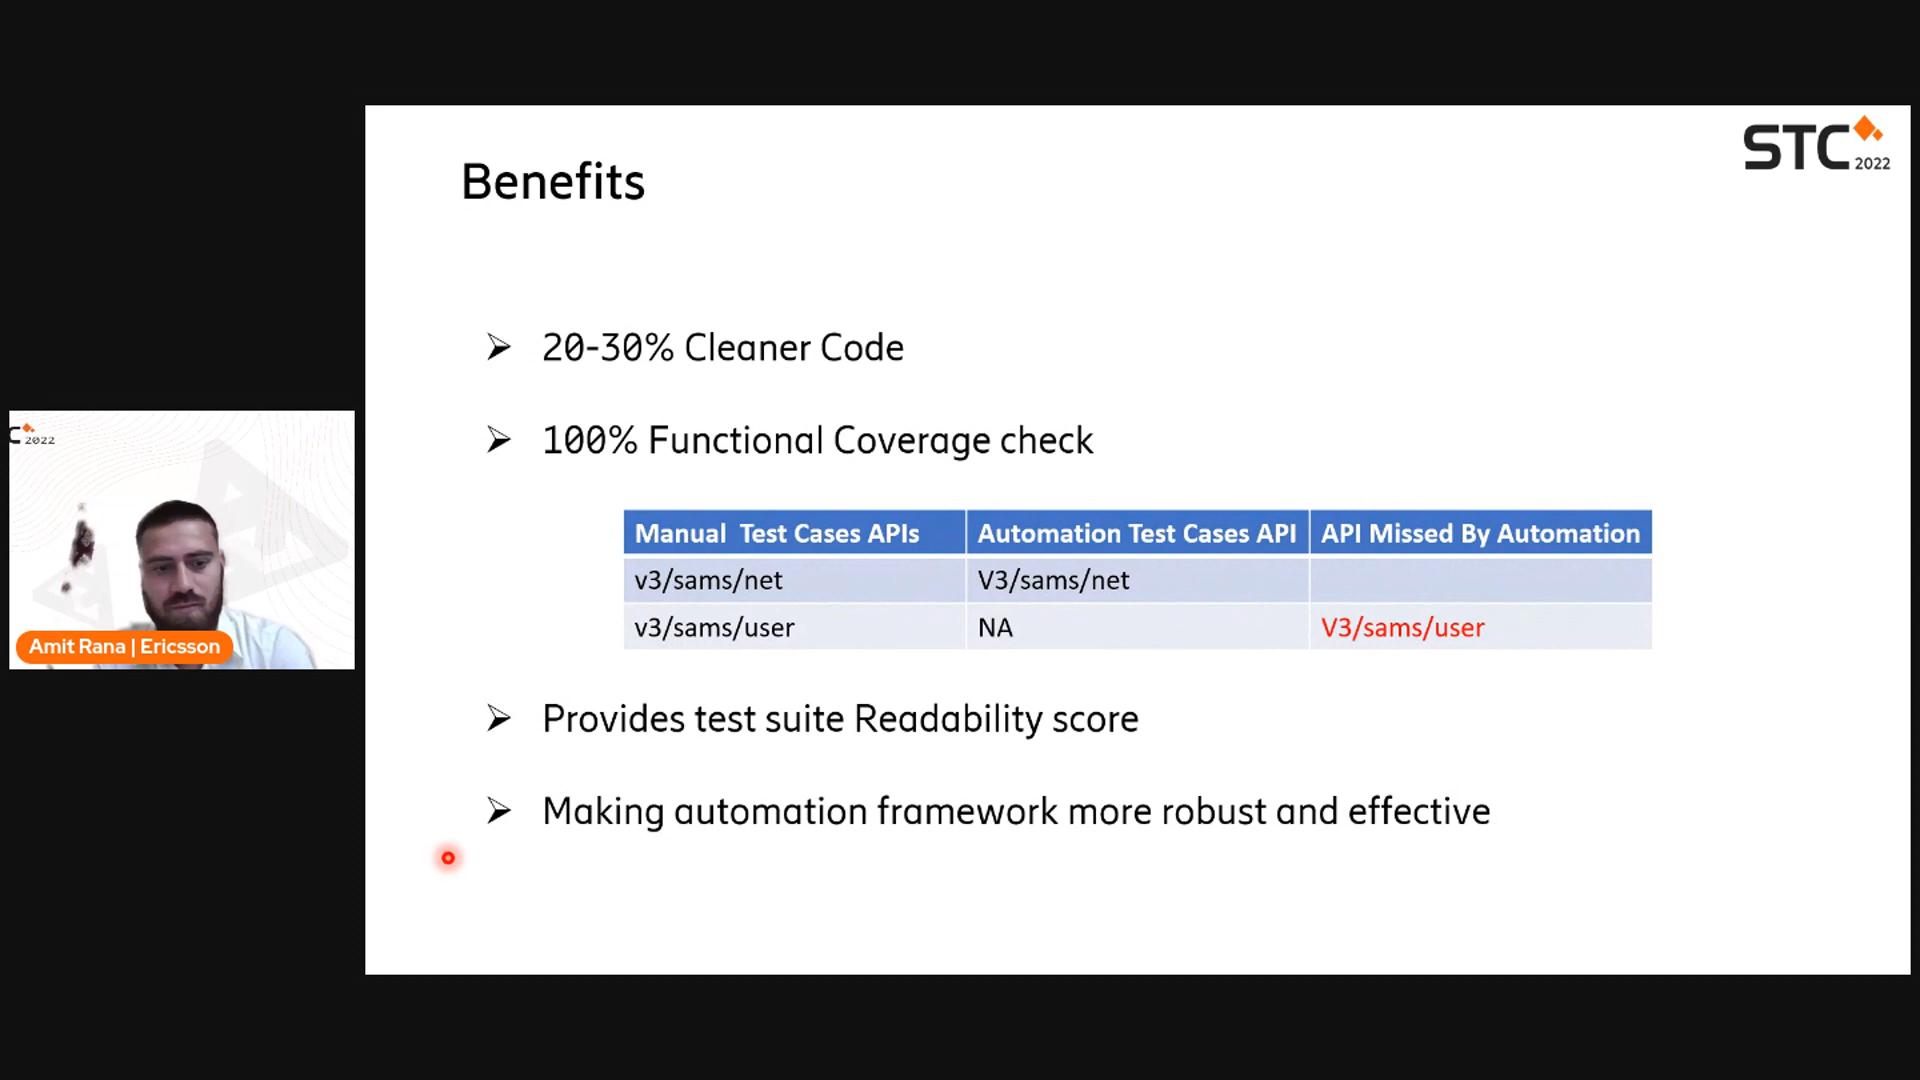 STC 2022
Benefits
➢ 20-30% Cleaner Code
➢ 100% Functional Coverage check
Manual Test Cases APIs Automation Test Cases API API Missed By Automation
v3/sams/net V3/sams/net
v3/sams/user NA V3/sams/user
➢ Provides test suite Readability score
➢ Making automation framework more robust and effective
C 2022
Amit Rana | Ericsson